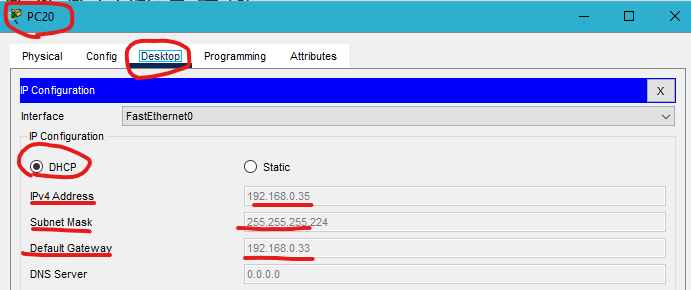 PC20
Physical Config Desktop Programming Attributes
IP Configuration X
Interface FastEthernet0
IP Configuration
DHCP Static
IPv4 Address 192.168.0.35
Subnet Mask 255.255.255.224
Default Gateway 192.168.0.33
DNS Server 0.0.0.0